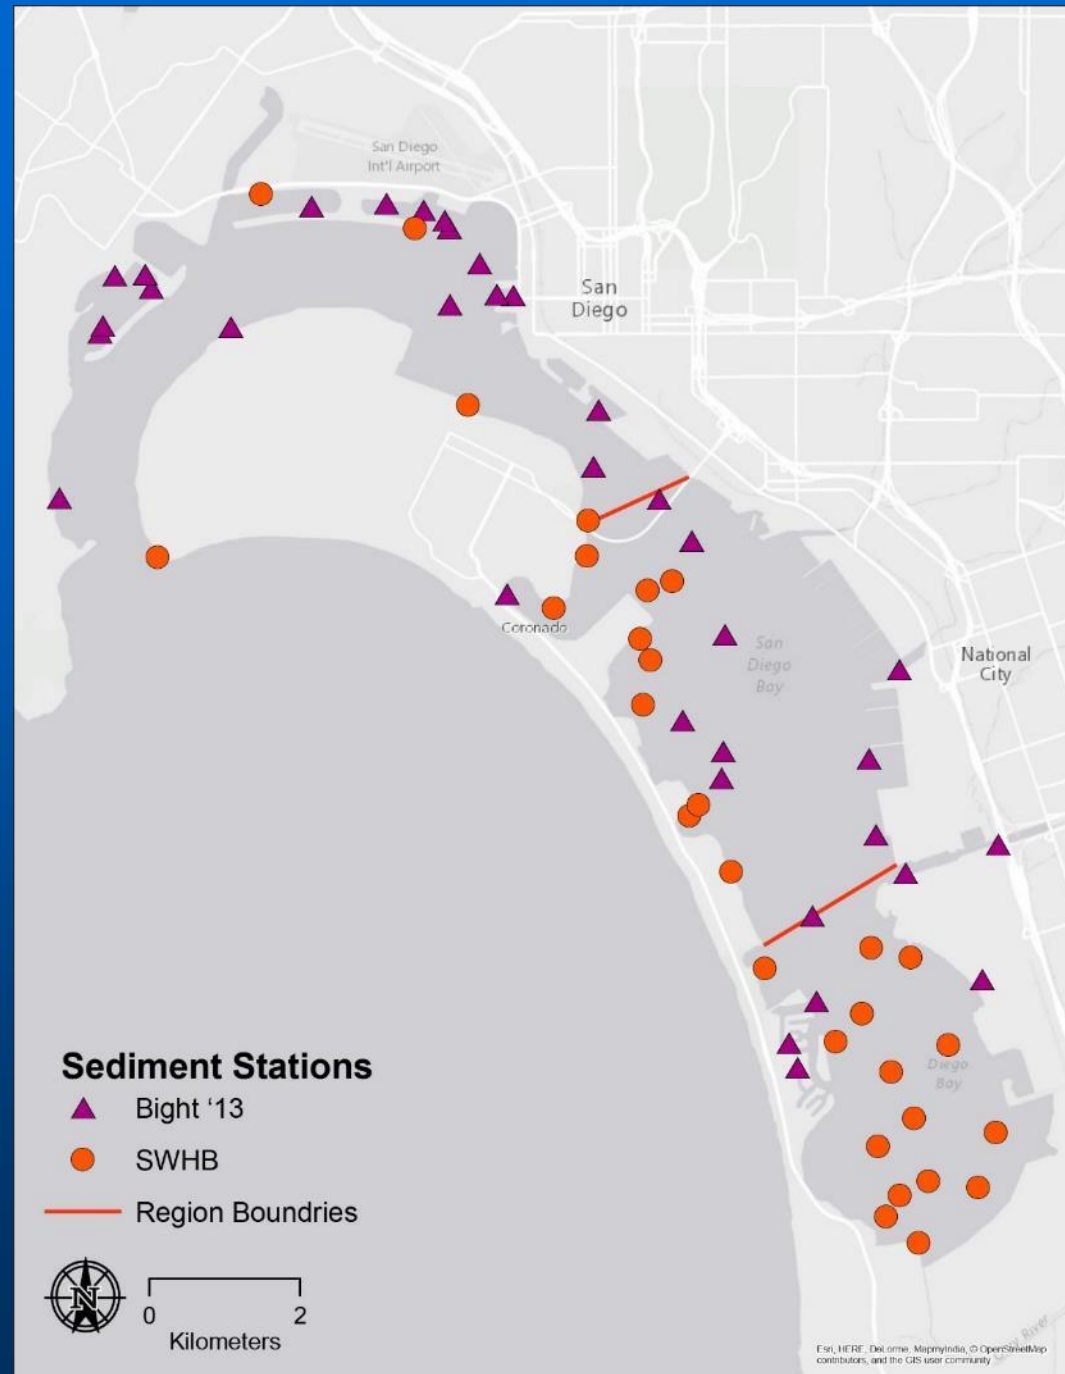 San Diego
Int'l Airport
San
Diego
Coronado
San
Diego
Bay
National
City
Diego
Bay
Sediment Stations
Bight ‘13
SWHB
Region Boundries
N
0 2
Kilometers
River
Esri, HERE, DeLorme, MapmyIndia, © OpenStreetMap
contributors, and the GIS user community